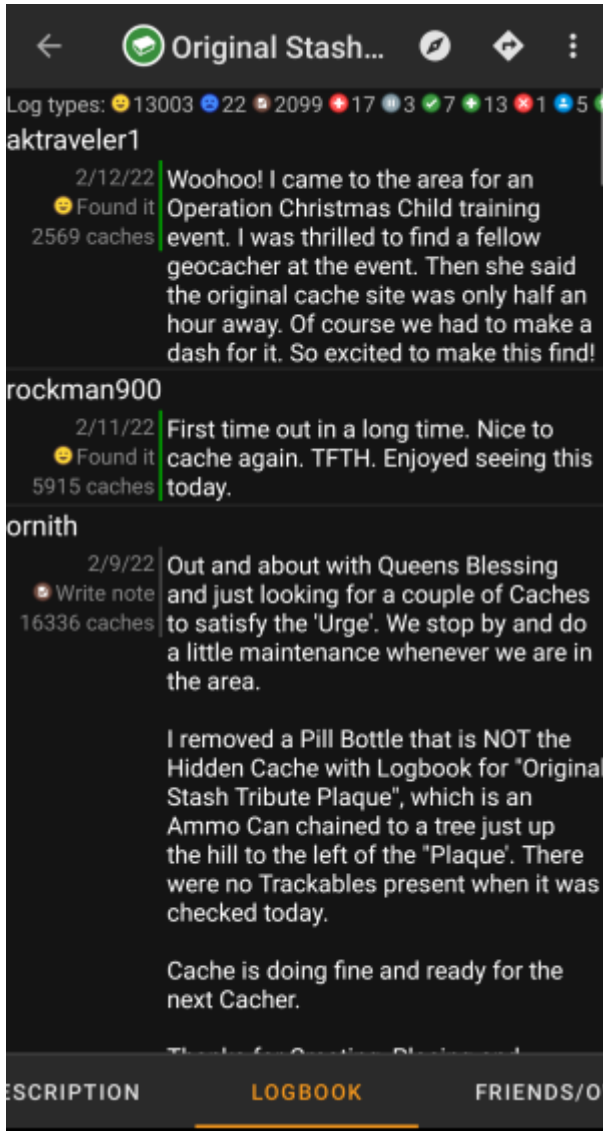 Original Stash...
Log types: 13003 22 2099 17 3 7 13 1 5
aktraveler1
2/12/22
Found it
2569 caches
Woohoo! I came to the area for an
Operation Christmas Child training
event. I was thrilled to find a fellow
geocacher at the event. Then she said
the original cache site was only half an
hour away. Of course we had to make a
dash for it. So excited to make this find!
rockman900
2/11/22
Found it
5915 caches
First time out in a long time. Nice to
cache again. TFTH. Enjoyed seeing this
today.
ornith
2/9/22
Write note
16336 caches
Out and about with Queens Blessing
and just looking for a couple of Caches
to satisfy the 'Urge'. We stop by and do
a little maintenance whenever we are in
the area.
I removed a Pill Bottle that is NOT the
Hidden Cache with Logbook for "Original
Stash Tribute Plaque", which is an
Ammo Can chained to a tree just up
the hill to the left of the "Plaque'. There
were no Trackables present when it was
checked today.
Cache is doing fine and ready for the
next Cacher.
ESCRIPTION
LOGBOOK
FRIENDS/O